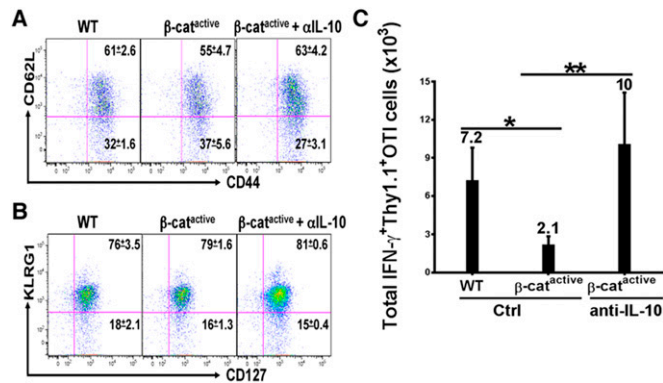 A
WT
β-cat^active
β-cat^active + αIL-10
61±2.6
55±4.7
63±4.2
32±1.6
37±5.6
27±3.1
CD62L
CD44
B
WT
β-cat^active
β-cat^active + αIL-10
76±3.5
79±1.6
81±0.6
18±2.1
16±1.3
15±0.4
KLRG1
CD127
C
Total IFN-γ+Thy1.1+OTI cells (x10³)
15
12
9
6
3
0
7.2
*
2.1
**
10
WT
β-cat^active
β-cat^active
Ctrl
anti-IL-10